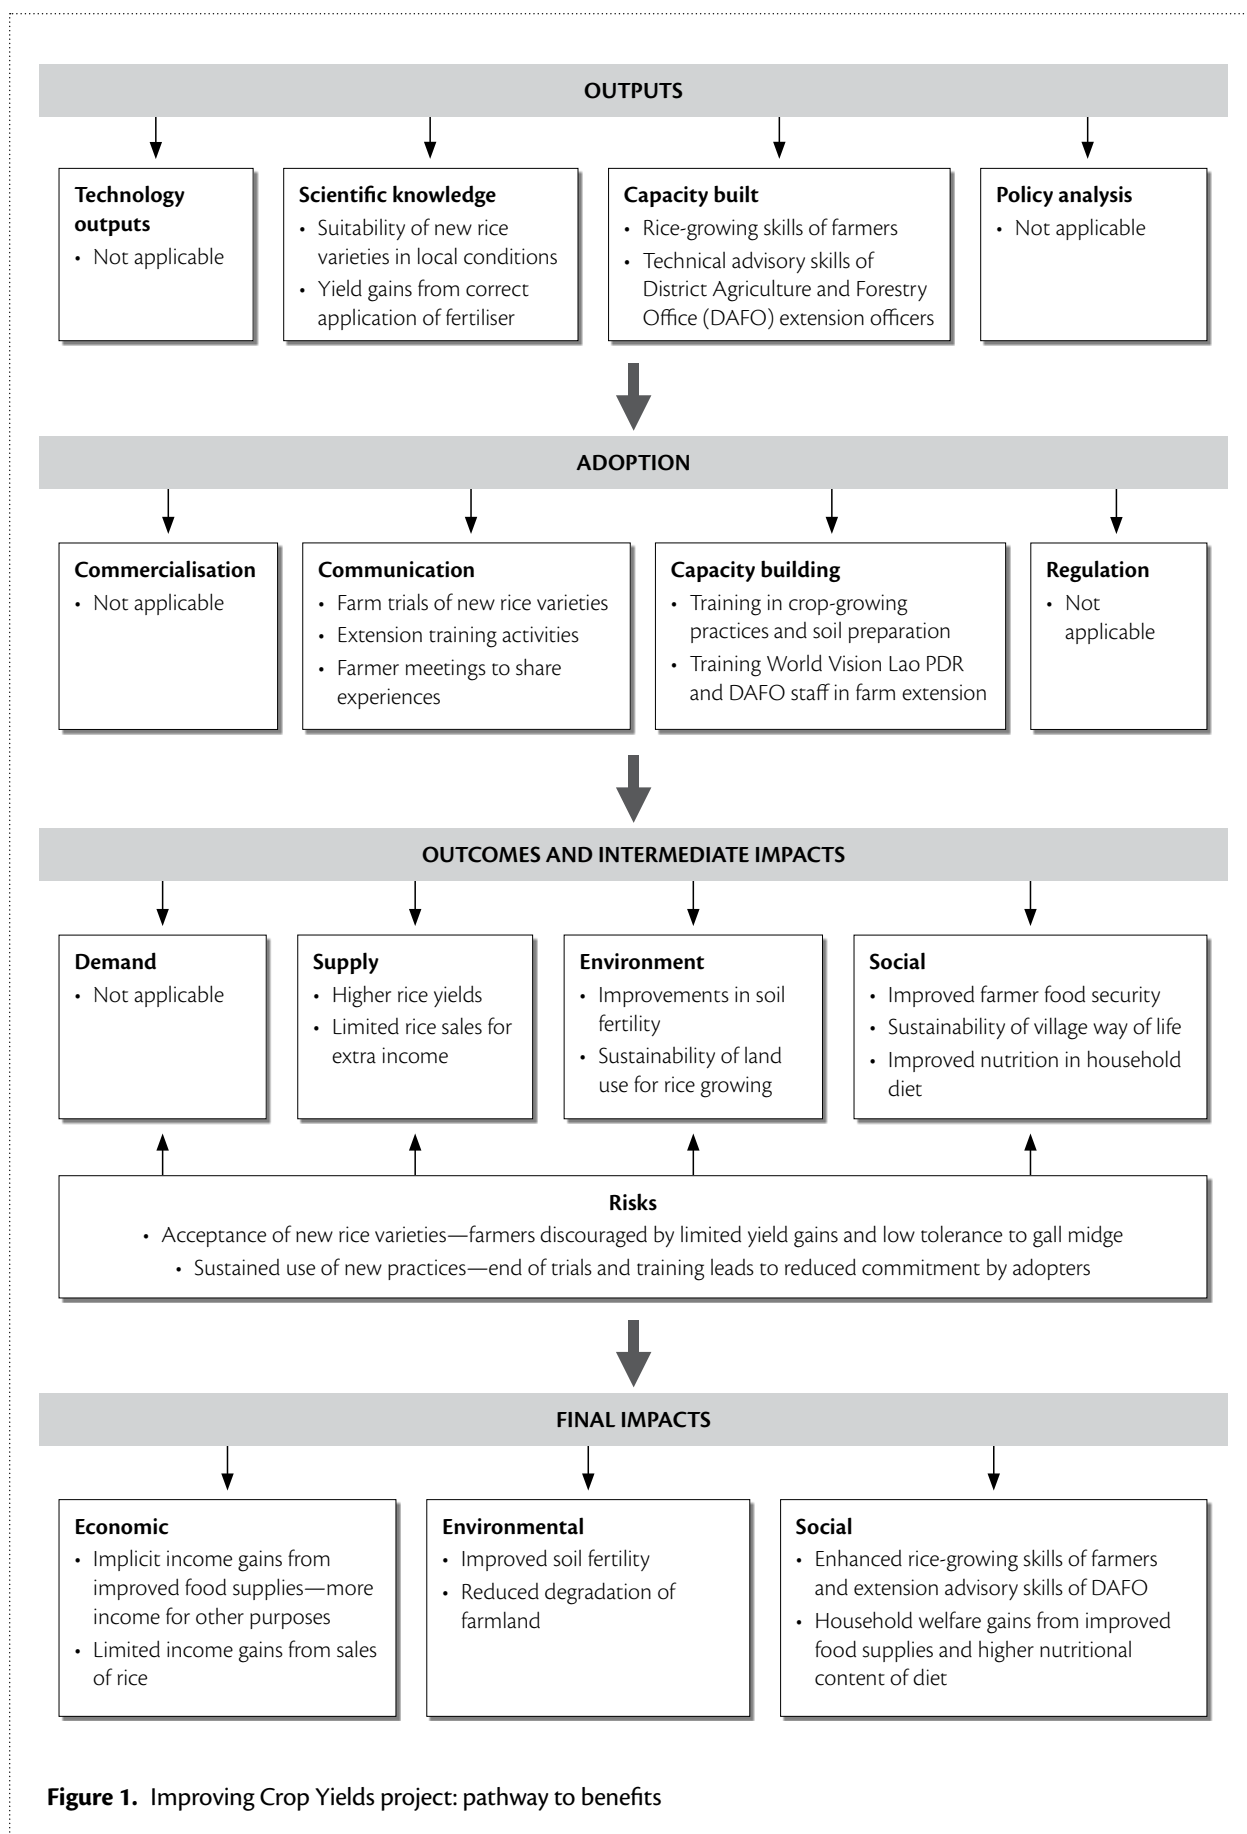 OUTPUTS
Technology
outputs
• Not applicable
Scientific knowledge
• Suitability of new rice
varieties in local conditions
• Yield gains from correct
application of fertiliser
Capacity built
• Rice-growing skills of farmers
• Technical advisory skills of
District Agriculture and Forestry
Office (DAFO) extension officers
Policy analysis
• Not applicable
ADOPTION
Commercialisation
• Not applicable
Communication
• Farm trials of new rice varieties
• Extension training activities
• Farmer meetings to share
experiences
Capacity building
• Training in crop-growing
practices and soil preparation
• Training World Vision Lao PDR
and DAFO staff in farm extension
Regulation
• Not
applicable
OUTCOMES AND INTERMEDIATE IMPACTS
Demand
• Not applicable
Supply
• Higher rice yields
• Limited rice sales for
extra income
Environment
• Improvements in soil
fertility
• Sustainability of land
use for rice growing
Social
• Improved farmer food security
• Sustainability of village way of life
• Improved nutrition in household
diet
Risks
• Acceptance of new rice varieties—farmers discouraged by limited yield gains and low tolerance to gall midge
• Sustained use of new practices—end of trials and training leads to reduced commitment by adopters
FINAL IMPACTS
Economic
• Implicit income gains from
improved food supplies—more
income for other purposes
• Limited income gains from sales
of rice
Environmental
• Improved soil fertility
• Reduced degradation of
farmland
Social
• Enhanced rice-growing skills of farmers
and extension advisory skills of DAFO
• Household welfare gains from improved
food supplies and higher nutritional
content of diet
Figure 1. Improving Crop Yields project: pathway to benefits